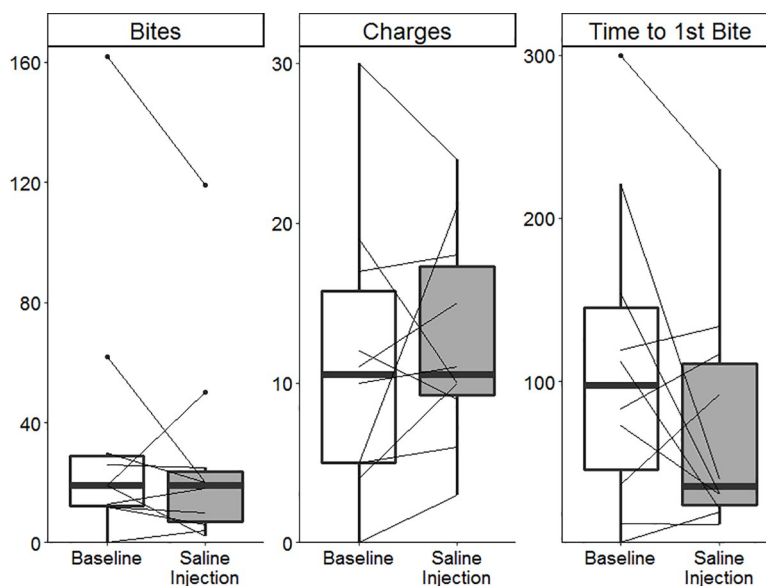 Bites
Charges
Time to 1st Bite
160
120
80
40
0
30
20
10
0
300
200
100
Baseline
Saline
Injection
Baseline
Saline
Injection
Baseline
Saline
Injection